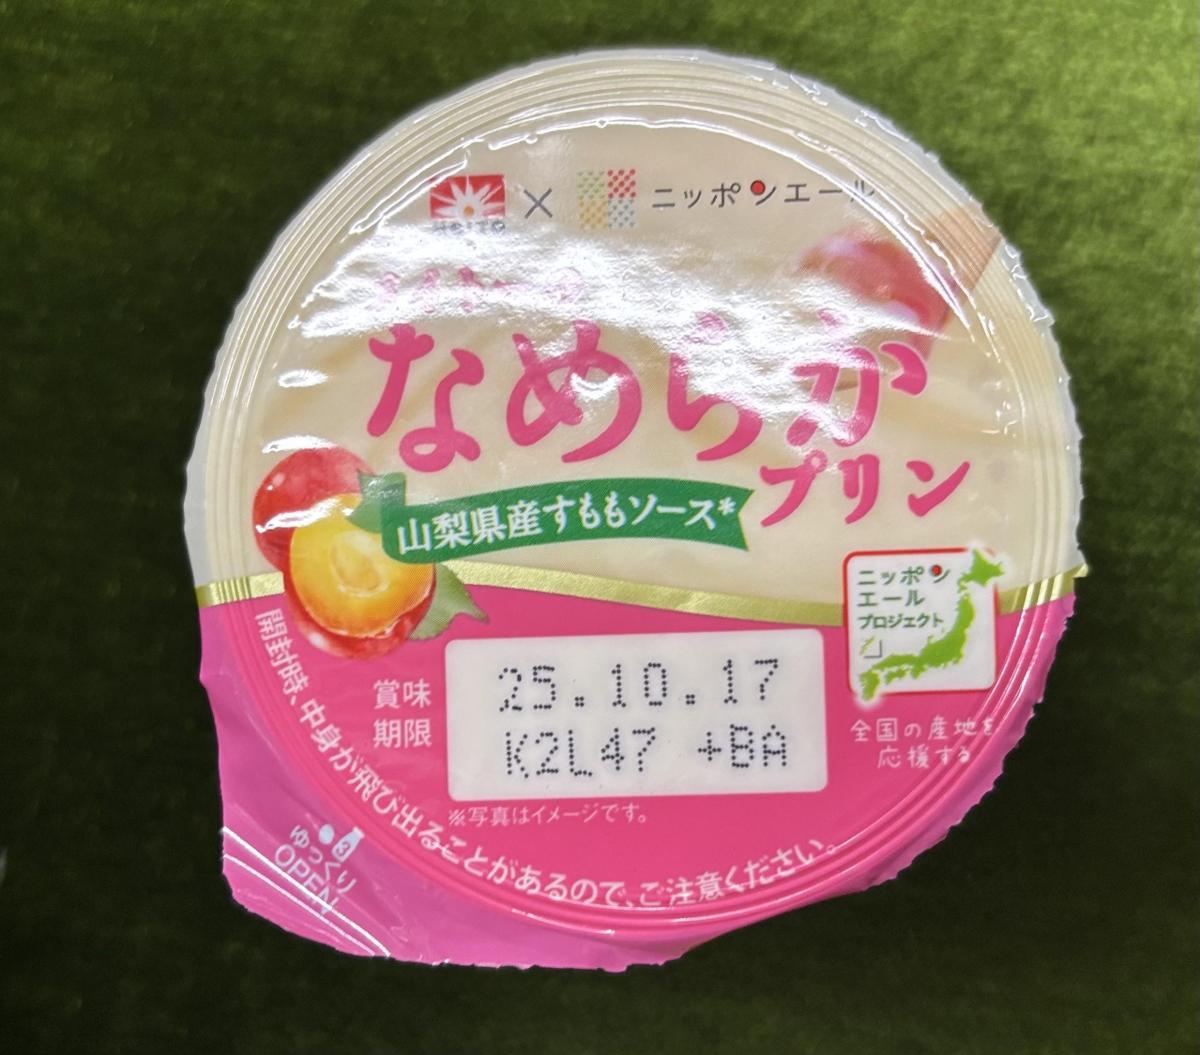 MEITO × ニッポンエール
メイトーの
なめらか
プリン
山梨県産すももソース*
ニッポン
エール
プロジェクト
全国の産地を
応援する
賞味
期限
25.10.17
K2L47 +BA
※写真はイメージです。
開封時、中身が飛び出ることがあるので、ご注意ください。
ゆっくり
OPEN